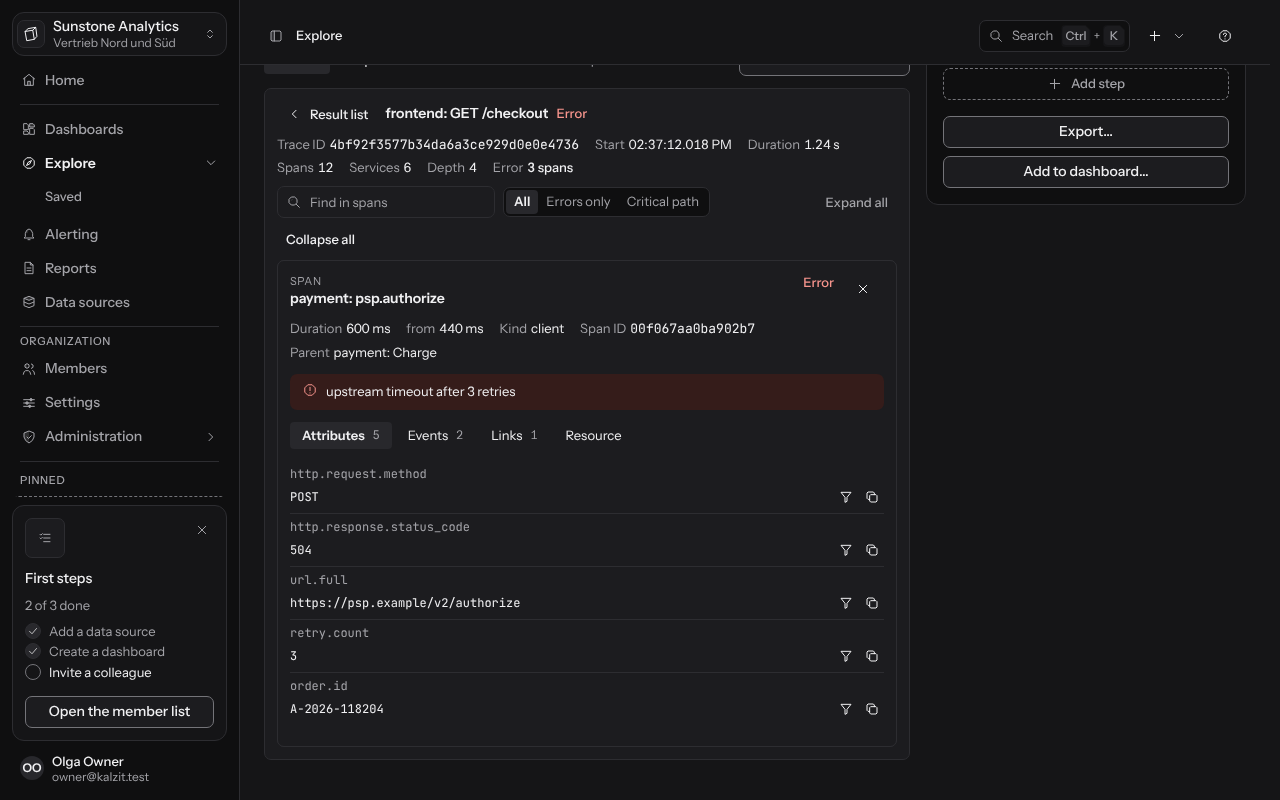 Sunstone Analytics
Vertrieb Nord und Süd
Home
Dashboards
Explore
Saved
Alerting
Reports
Data sources
ORGANIZATION
Members
Settings
Administration
PINNED
First steps
2 of 3 done
Add a data source
Create a dashboard
Invite a colleague
Open the member list
OO
Olga Owner
owner@kalzit.test
Explore
Search Ctrl + K
Result list frontend: GET /checkout Error
Trace ID 4bf92f3577b34da6a3ce929d0e0e4736 Start 02:37:12.018 PM Duration 1.24 s
Spans 12 Services 6 Depth 4 Error 3 spans
Find in spans
All Errors only Critical path
Expand all
Collapse all
SPAN
payment: psp.authorize
Error
Duration 600 ms from 440 ms Kind client Span ID 00f067aa0ba902b7
Parent payment: Charge
upstream timeout after 3 retries
Attributes 5 Events 2 Links 1 Resource
http.request.method
POST
http.response.status_code
504
url.full
https://psp.example/v2/authorize
retry.count
3
order.id
A-2026-118204
Add step
Export...
Add to dashboard...